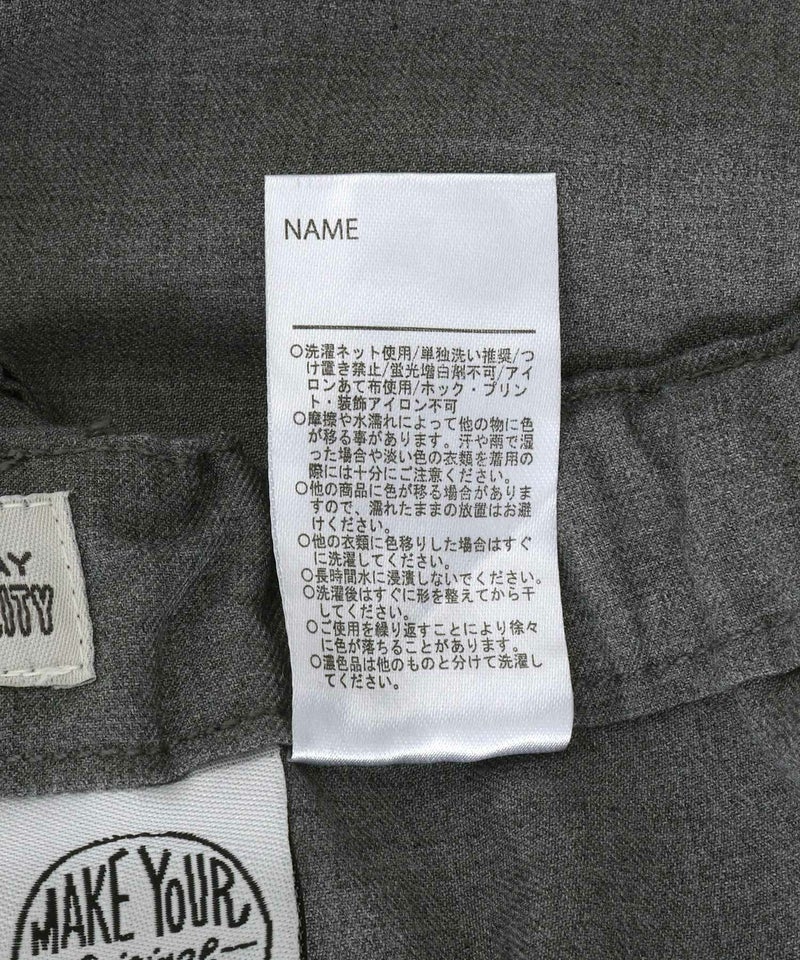 NAME
○洗濯ネット使用/単独洗い推奨/つ
け置き禁止/蛍光増白剤不可/アイ
ロンあて布使用/ホック・プリン
ト・装飾アイロン不可
○摩擦や水濡れによって他の物に色
が移る事があります。汗や雨で湿
った場合や淡い色の衣類を着用の
際には十分にご注意ください。
○他の商品に色が移る場合がありま
すので、濡れたままの放置はお避
けください。
○他の衣類に色移りした場合はすぐ
に洗濯してください。
○長時間水に浸漬しないでください。
○洗濯後はすぐに形を整えてから干
してください。
○ご使用を繰り返すことにより徐々
に色が落ちることがあります。
○濃色品は他のものと分けて洗濯し
てください。
AY
MAKE YOUR